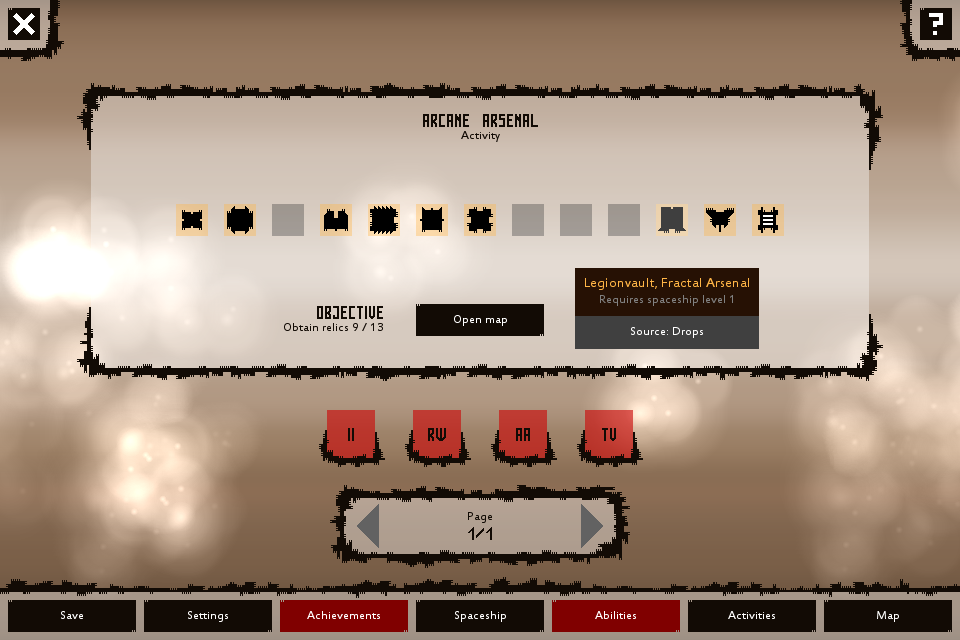 ?
ARCANE ARSENAL
Activity
Legionvault, Fractal Arsenal
Requires spaceship level 1
Source: Drops
OBJECTIVE
Obtain relics 9 / 13
Open map
II
RW
AA
TV
Page
1/1
Save
Settings
Achievements
Spaceship
Abilities
Activities
Map